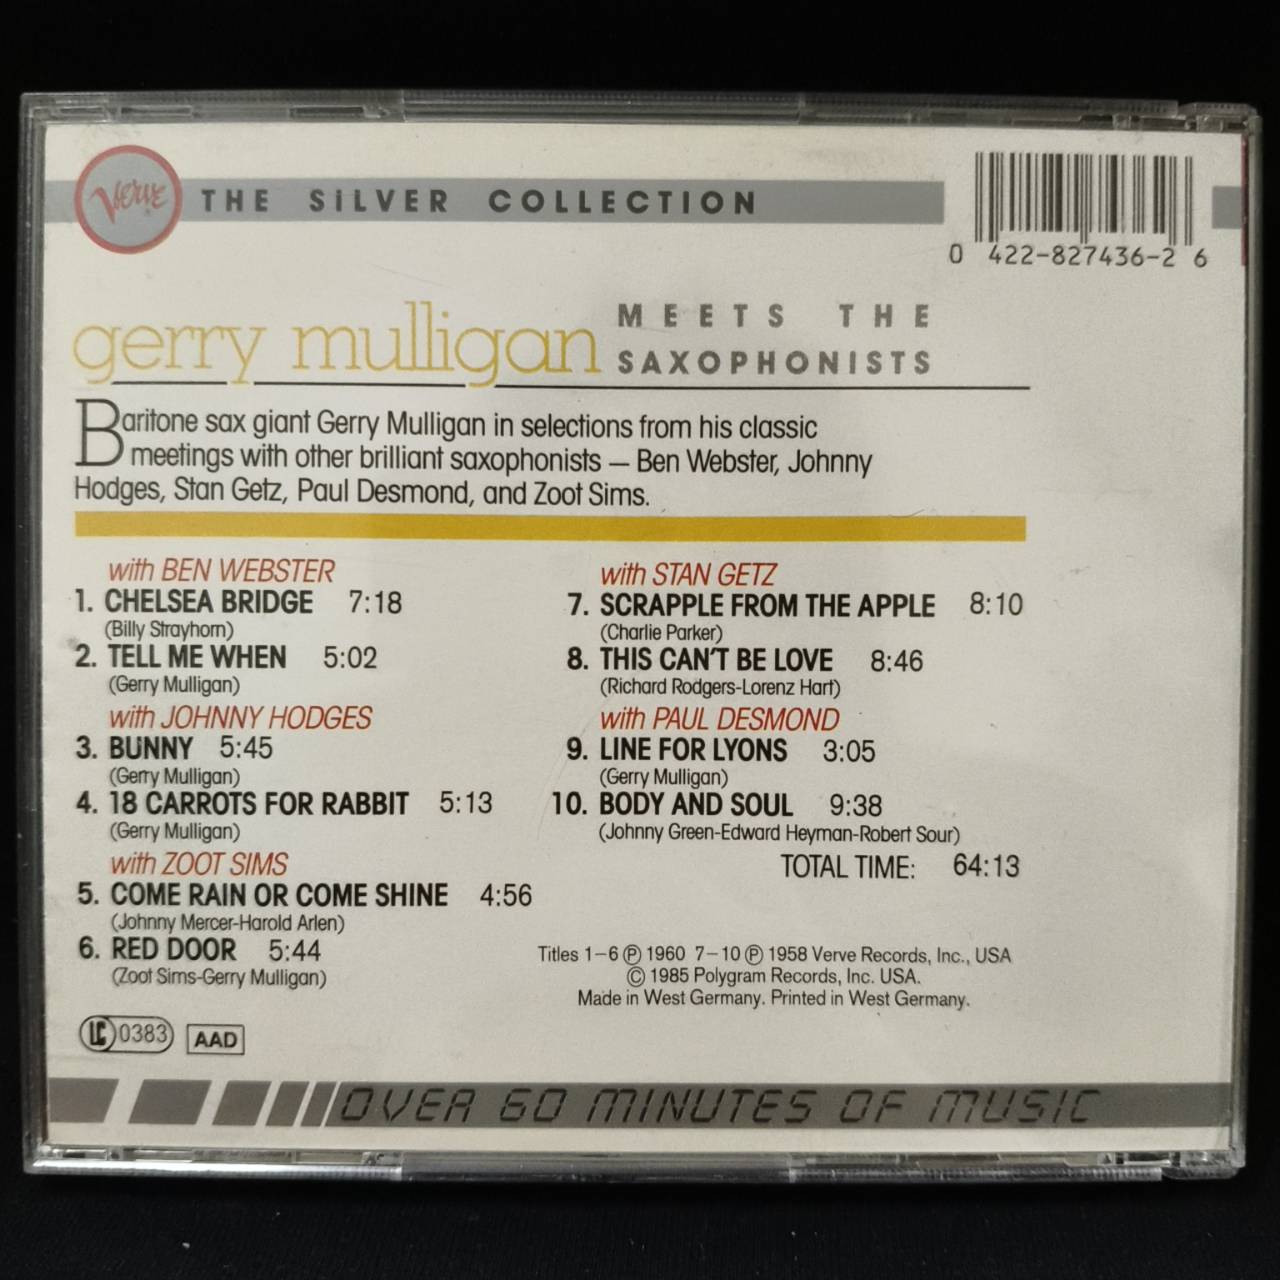 Verve
THE SILVER COLLECTION
0 422-827436-2 6
gerry mulligan MEETS THE
SAXOPHONISTS
Baritone sax giant Gerry Mulligan in selections from his classic
meetings with other brilliant saxophonists – Ben Webster, Johnny
Hodges, Stan Getz, Paul Desmond, and Zoot Sims.
with BEN WEBSTER
1. CHELSEA BRIDGE 7:18
(Billy Strayhorn)
2. TELL ME WHEN 5:02
(Gerry Mulligan)
with JOHNNY HODGES
3. BUNNY 5:45
(Gerry Mulligan)
4. 18 CARROTS FOR RABBIT 5:13
(Gerry Mulligan)
with ZOOT SIMS
5. COME RAIN OR COME SHINE 4:56
(Johnny Mercer-Harold Arlen)
6. RED DOOR 5:44
(Zoot Sims-Gerry Mulligan)
with STAN GETZ
7. SCRAPPLE FROM THE APPLE 8:10
(Charlie Parker)
8. THIS CAN'T BE LOVE 8:46
(Richard Rodgers-Lorenz Hart)
with PAUL DESMOND
9. LINE FOR LYONS 3:05
(Gerry Mulligan)
10. BODY AND SOUL 9:38
(Johnny Green-Edward Heyman-Robert Sour)
TOTAL TIME: 64:13
Titles 1–6 ℗ 1960 7–10 ℗ 1958 Verve Records, Inc., USA
© 1985 Polygram Records, Inc. USA.
Made in West Germany. Printed in West Germany.
LC 0383 AAD
OVER 60 MINUTES OF MUSIC